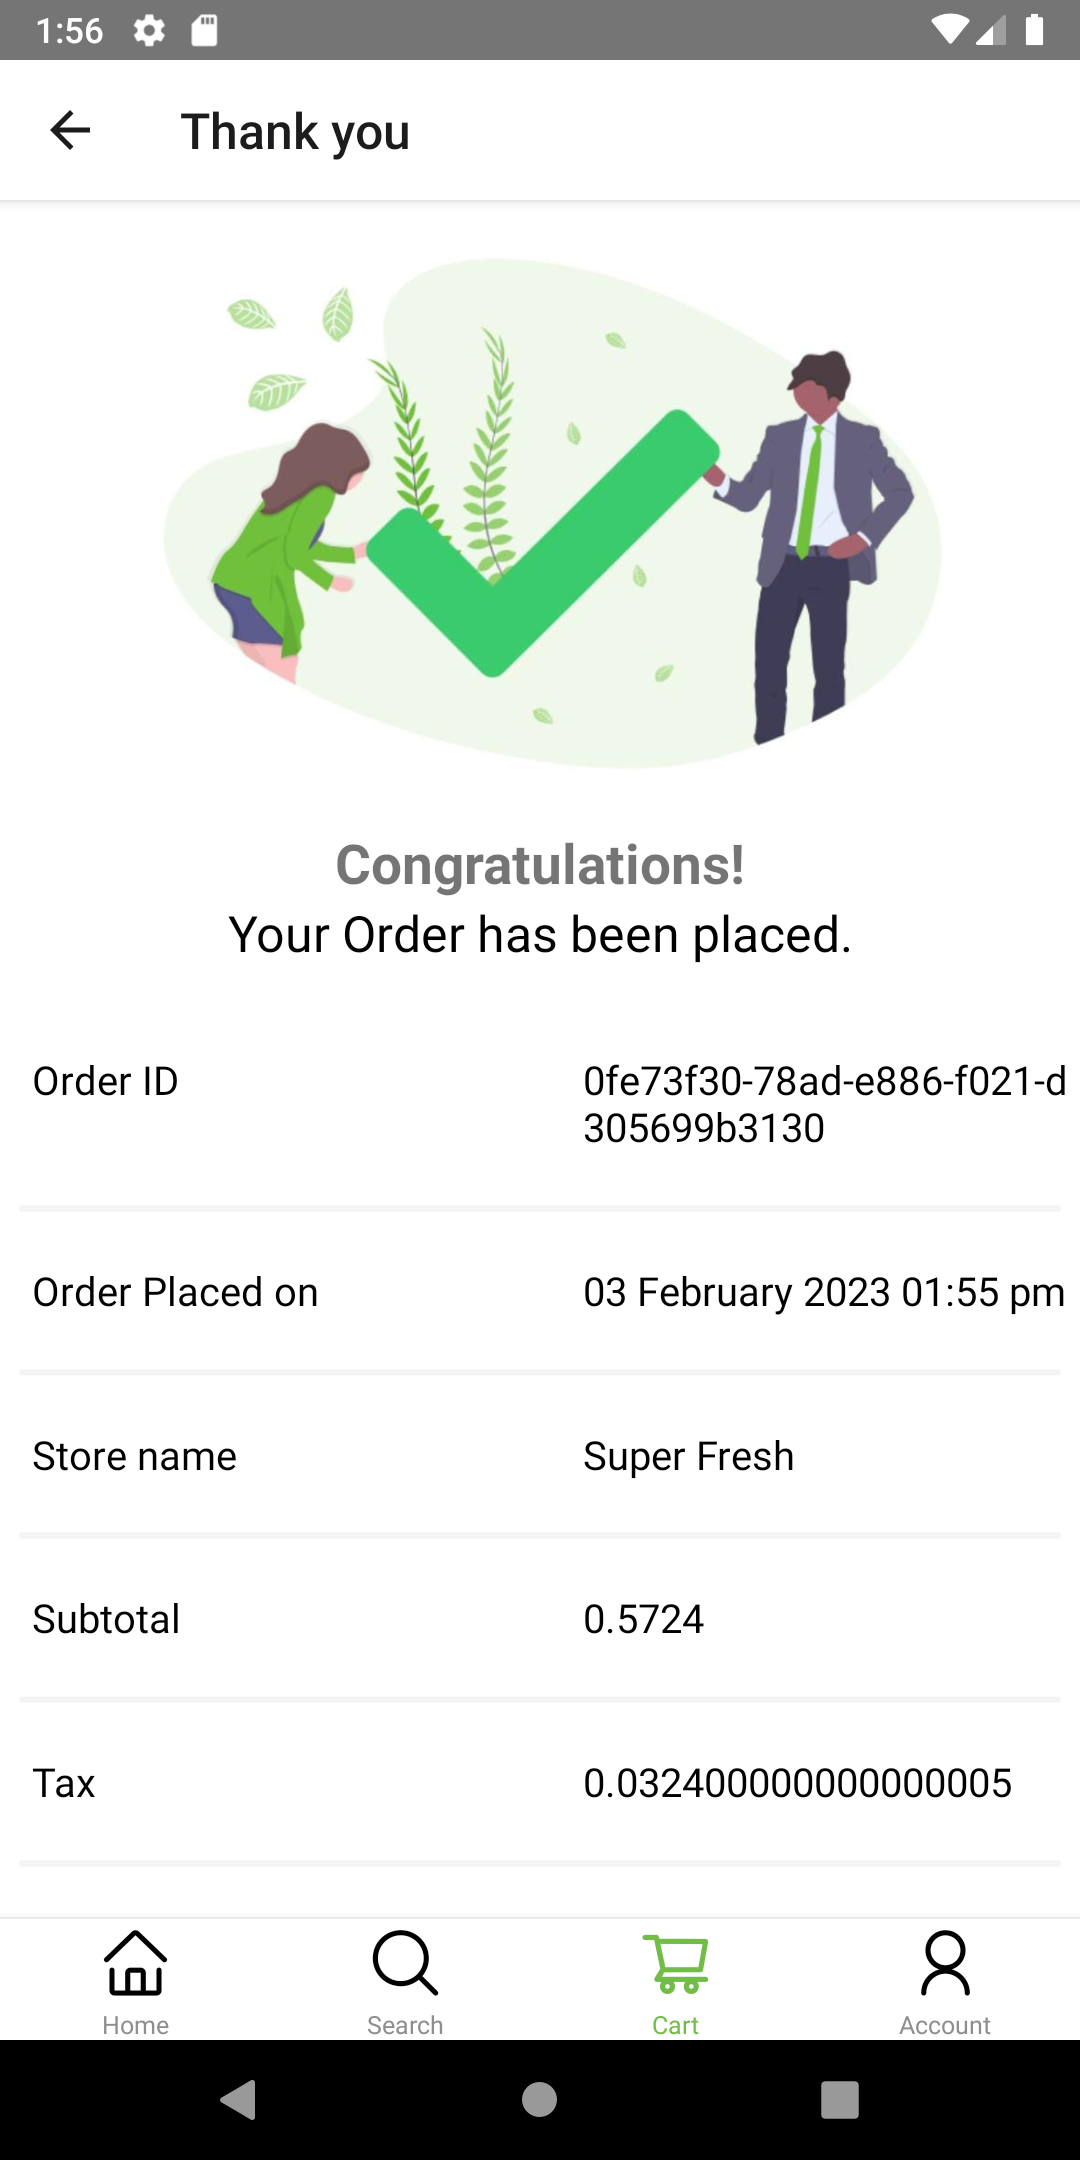 1:56
Thank you
Congratulations!
Your Order has been placed.
Order ID
0fe73f30-78ad-e886-f021-d
305699b3130
Order Placed on
03 February 2023 01:55 pm
Store name
Super Fresh
Subtotal
0.5724
Tax
0.032400000000000005
Home
Search
Cart
Account